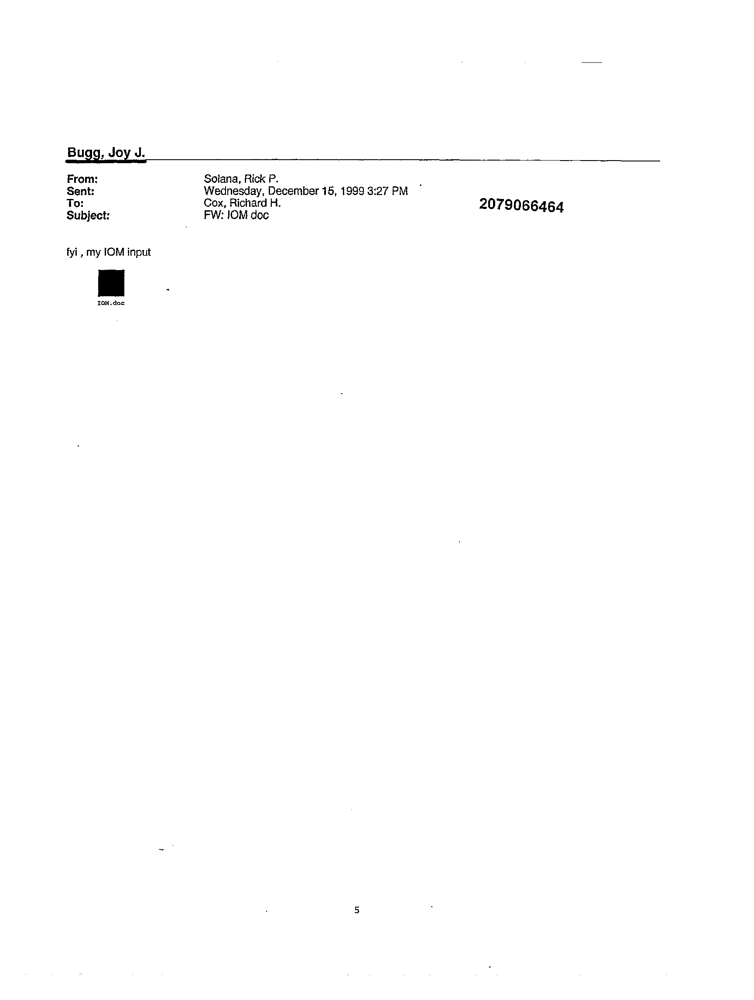 Bugg, Joy J.
From: Solana, Rick P.
Sent: Wednesday, December 15, 1999 3:27 PM
To: Cox, Richard H.
Subject: FW: IOM doc
2079066464
fyi , my IOM input
IOM.doc
5